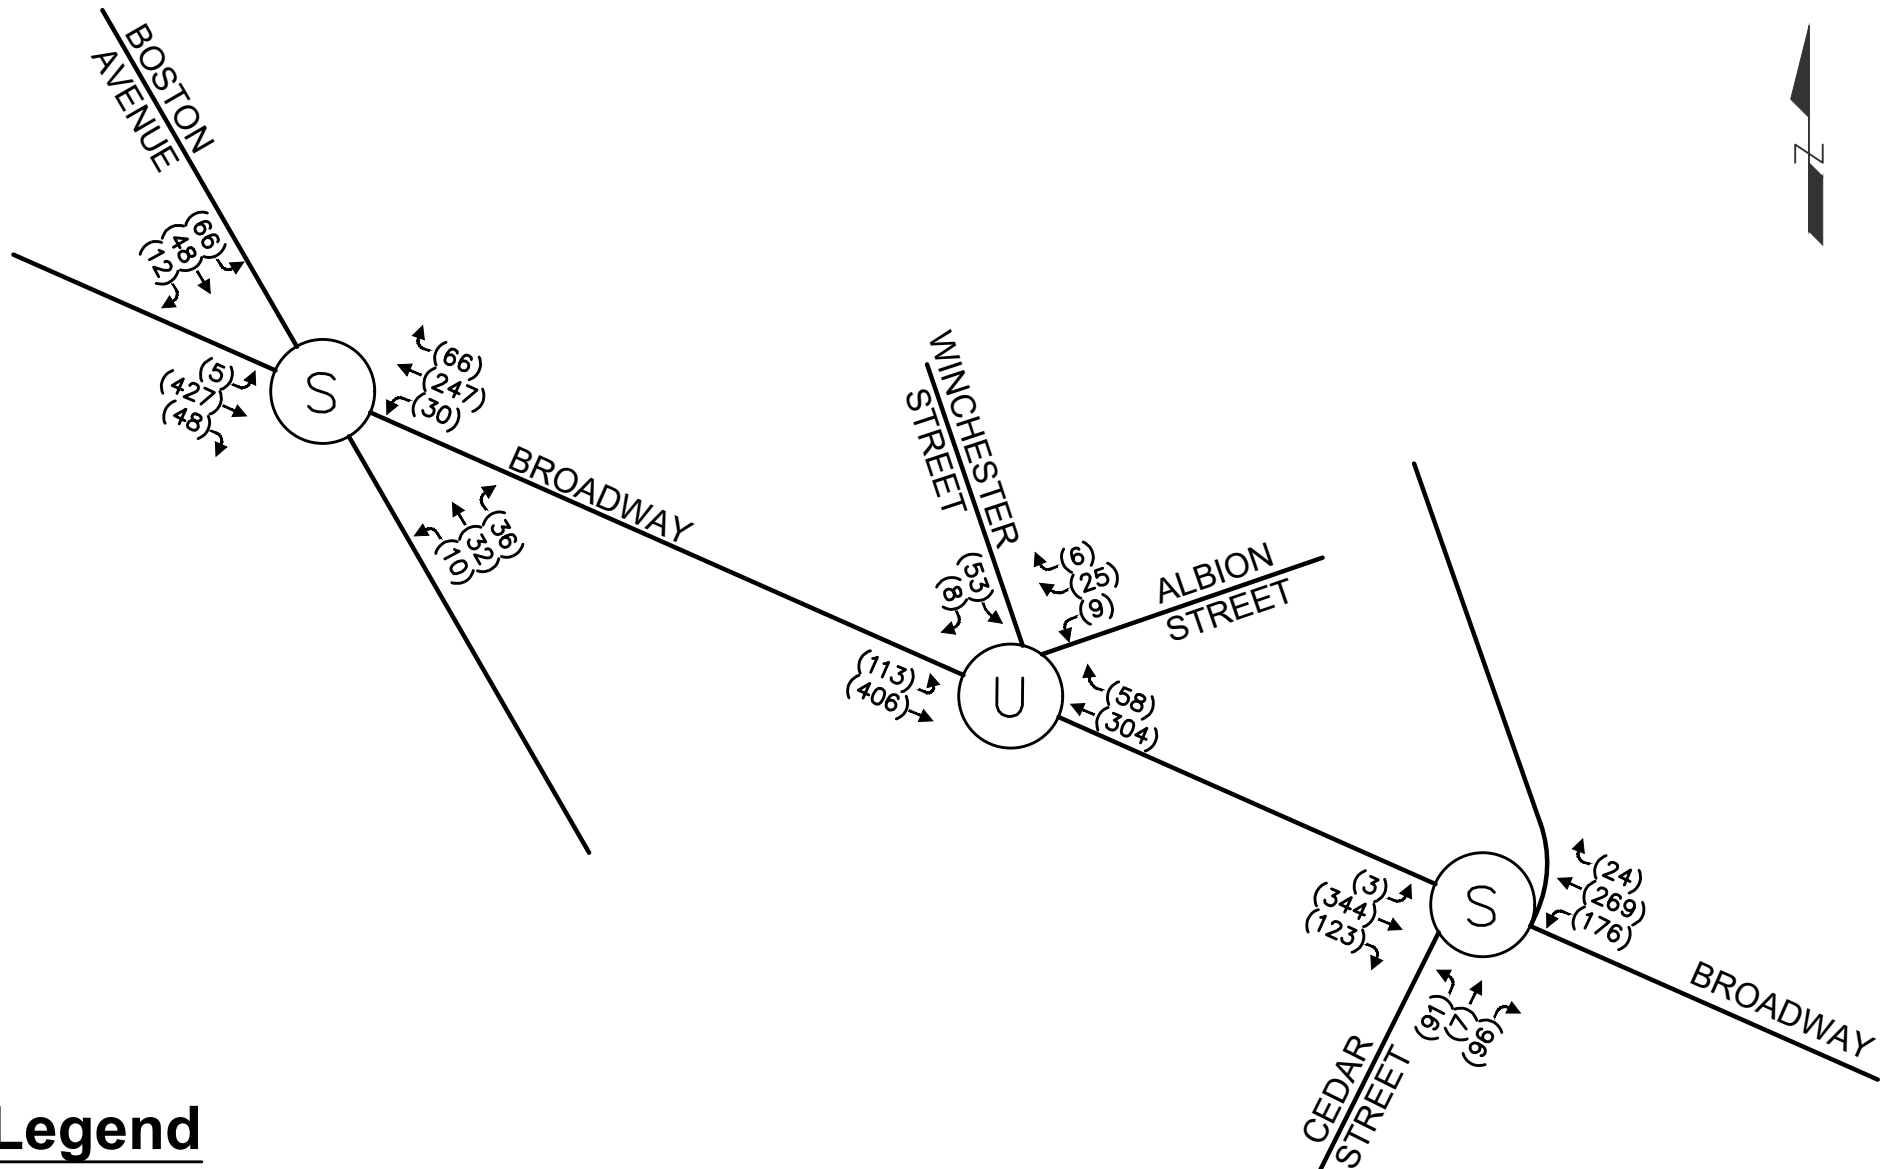 BOSTON
AVENUE
(66)
(48)
(12)
(5)
(427)
(48)
S
(66)
(247)
(30)
(36)
(32)
(10)
BROADWAY
WINCHESTER
STREET
(53)
(8)
(6)
(25)
(9)
ALBION
STREET
(113)
(406)
U
(58)
(304)
(3)
(344)
(123)
S
(24)
(269)
(176)
(91)
(7)
(96)
BROADWAY
CEDAR
STREET
N
Legend